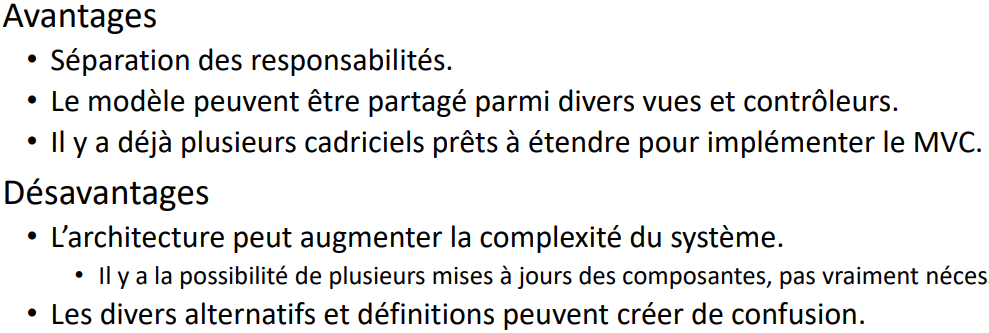 Avantages
• Séparation des responsabilités.
• Le modèle peuvent être partagé parmi divers vues et contrôleurs.
• Il y a déjà plusieurs cadriciels prêts à étendre pour implémenter le MVC.
Désavantages
• L’architecture peut augmenter la complexité du système.
• Il y a la possibilité de plusieurs mises à jours des composantes, pas vraiment néces
• Les divers alternatifs et définitions peuvent créer de confusion.